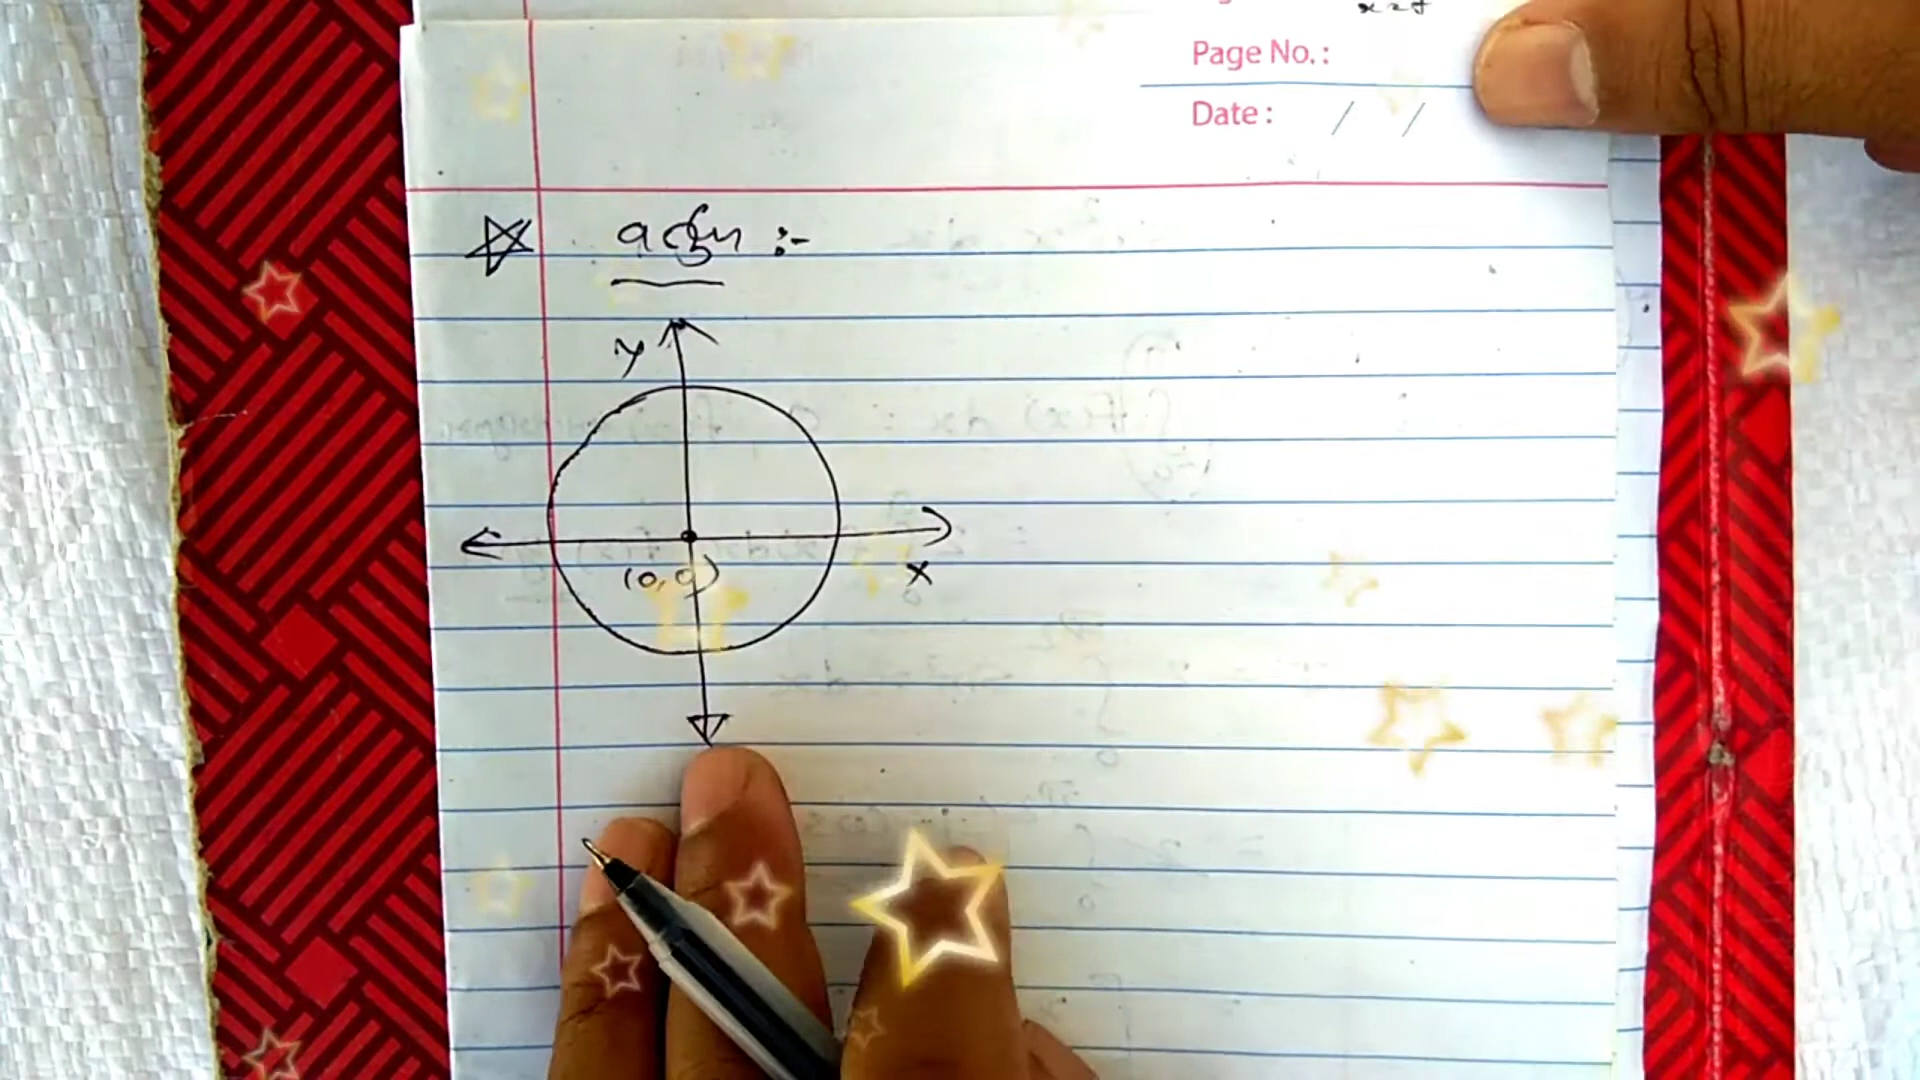 Page No.:
Date: / /
વર્તુળ :-
y
(0,0)
x